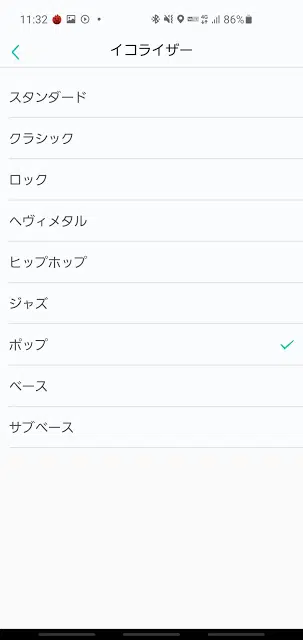 11:32 86%
イコライザー
スタンダード
クラシック
ロック
ヘヴィメタル
ヒップホップ
ジャズ
ポップ
ベース
サブベース